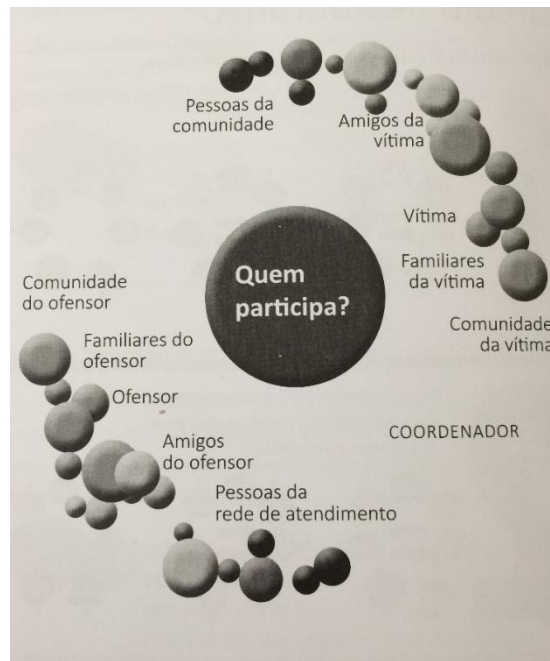 Pessoas da
comunidade
Amigos da
vítima
Vítima
Familiares
da vítima
Comunidade
da vítima
Quem
participa?
Comunidade
do ofensor
Familiares do
ofensor
Ofensor
Amigos
do ofensor
COORDENADOR
Pessoas da
rede de atendimento